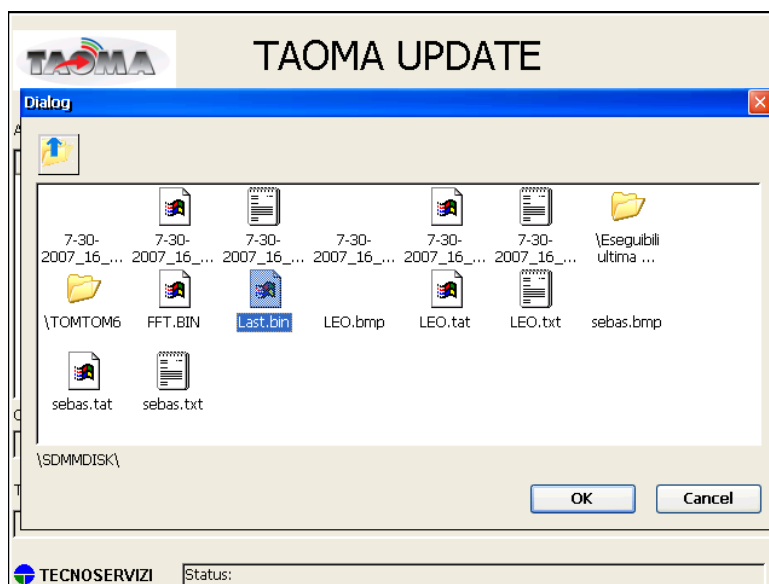 TAOMA
TAOMA UPDATE
Dialog
A
7-30-
2007_16_...
7-30-
2007_16_...
7-30-
2007_16_...
7-30-
2007_16_...
7-30-
2007_16_...
7-30-
2007_16_...
\Eseguibili
ultima ...
\TOMTOM6
FFT.BIN
Last.bin
LEO.bmp
LEO.tat
LEO.txt
sebas.bmp
sebas.tat
sebas.txt
\SDMMDISK\
OK
Cancel
TECNOSERVIZI
Status: